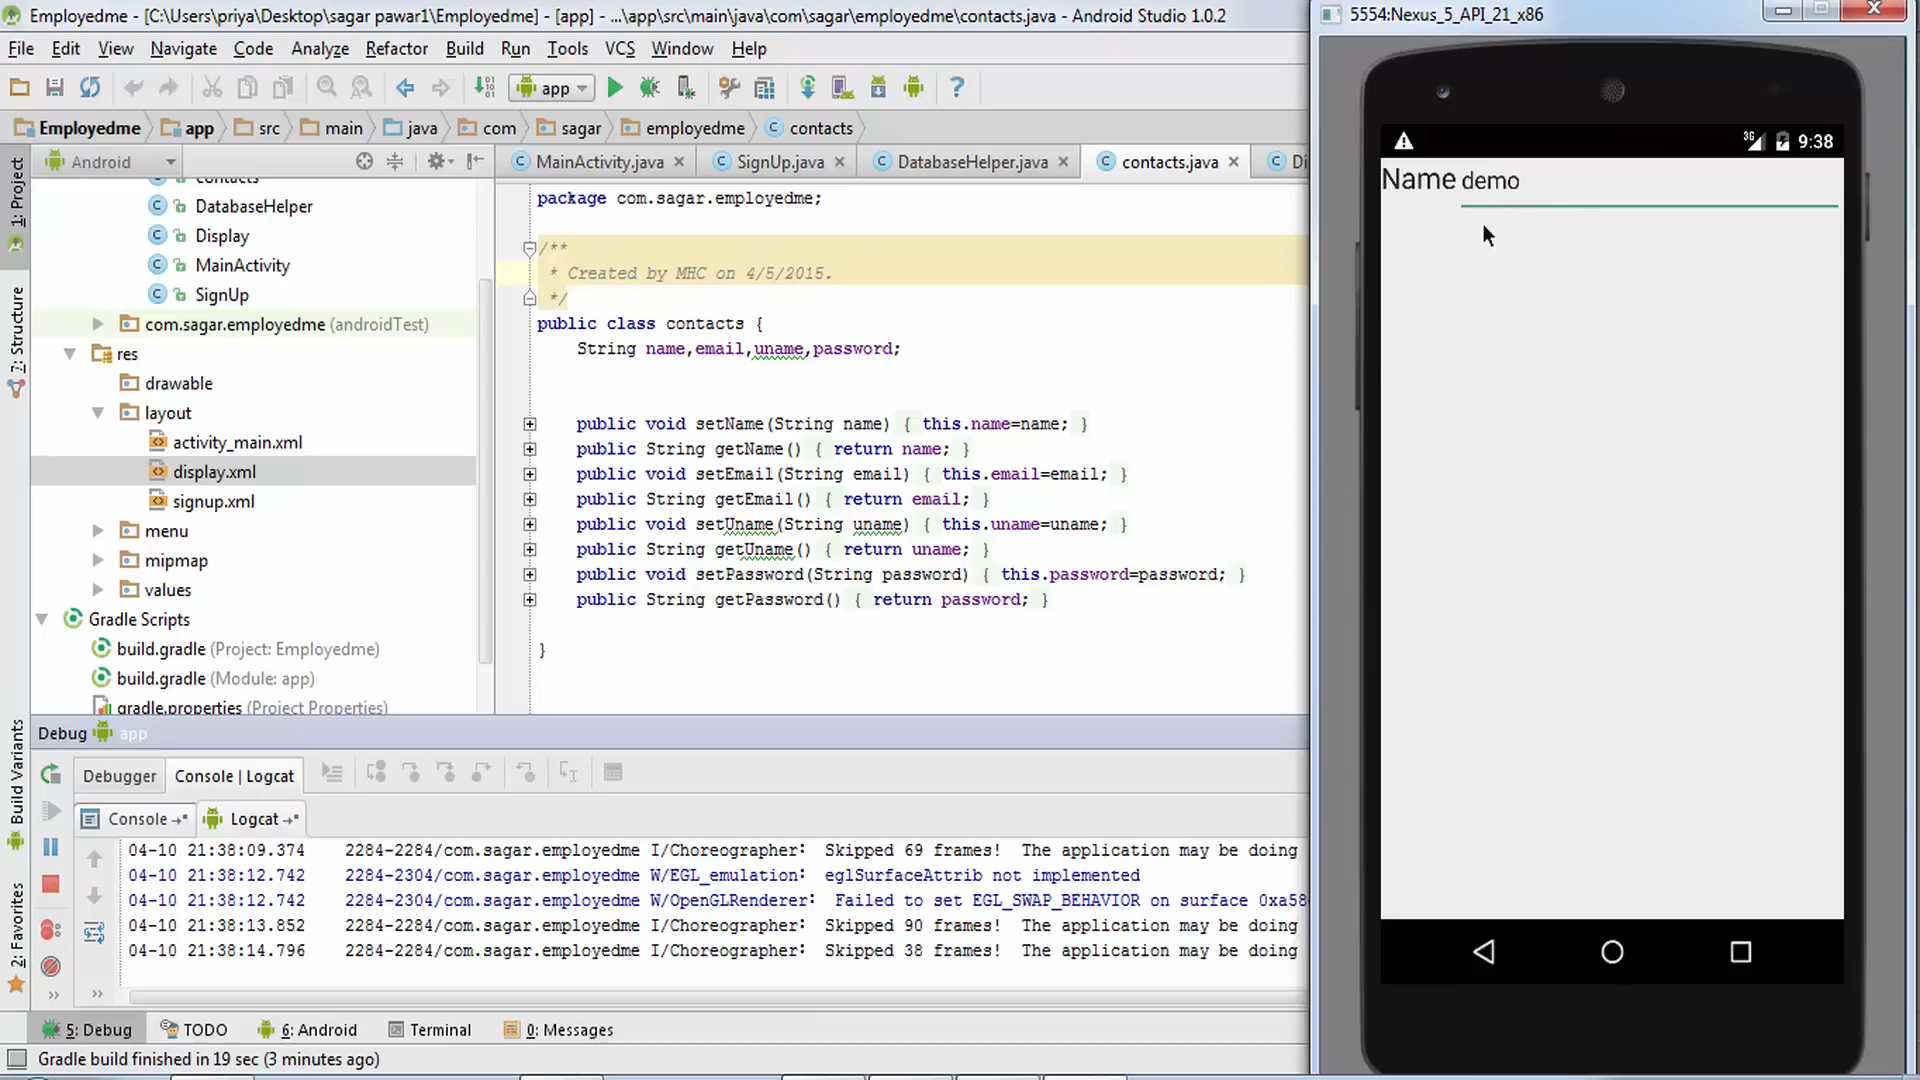 Employedme - [C:\Users\priya\Desktop\sagar pawar1\Employedme] - [app] - ...\app\src\main\java\com\sagar\employedme\contacts.java - Android Studio 1.0.2
File Edit View Navigate Code Analyze Refactor Build Run Tools VCS Window Help
app
Employedme app src main java com sagar employedme contacts
Android
MainActivity.java SignUp.java DatabaseHelper.java contacts.java
1: Project
7: Structure
Build Variants
2: Favorites
contacts
DatabaseHelper
Display
MainActivity
SignUp
com.sagar.employedme (androidTest)
res
drawable
layout
activity_main.xml
display.xml
signup.xml
menu
mipmap
values
Gradle Scripts
build.gradle (Project: Employedme)
build.gradle (Module: app)
gradle.properties (Project Properties)
package com.sagar.employedme;
/**
* Created by MHC on 4/5/2015.
*/
public class contacts {
String name,email,uname,password;
public void setName(String name) { this.name=name; }
public String getName() { return name; }
public void setEmail(String email) { this.email=email; }
public String getEmail() { return email; }
public void setUname(String uname) { this.uname=uname; }
public String getUname() { return uname; }
public void setPassword(String password) { this.password=password; }
public String getPassword() { return password; }
}
Debug app
Debugger Console | Logcat
Console Logcat
04-10 21:38:09.374 2284-2284/com.sagar.employedme I/Choreographer: Skipped 69 frames! The application may be doing
04-10 21:38:12.742 2284-2304/com.sagar.employedme W/EGL_emulation: eglSurfaceAttrib not implemented
04-10 21:38:12.742 2284-2304/com.sagar.employedme W/OpenGLRenderer: Failed to set EGL_SWAP_BEHAVIOR on surface 0xa58
04-10 21:38:13.852 2284-2284/com.sagar.employedme I/Choreographer: Skipped 90 frames! The application may be doing
04-10 21:38:14.796 2284-2284/com.sagar.employedme I/Choreographer: Skipped 38 frames! The application may be doing
5: Debug TODO 6: Android Terminal 0: Messages
Gradle build finished in 19 sec (3 minutes ago)
5554:Nexus_5_API_21_x86
3G 9:38
Name demo